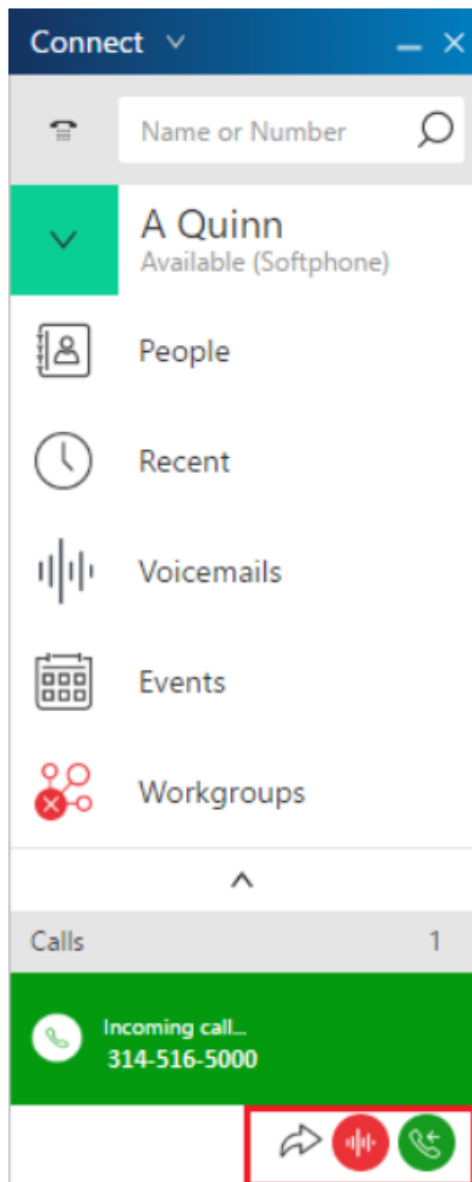 Connect
Name or Number
A Quinn
Available (Softphone)
People
Recent
Voicemails
Events
Workgroups
Calls 1
Incoming call...
314-516-5000